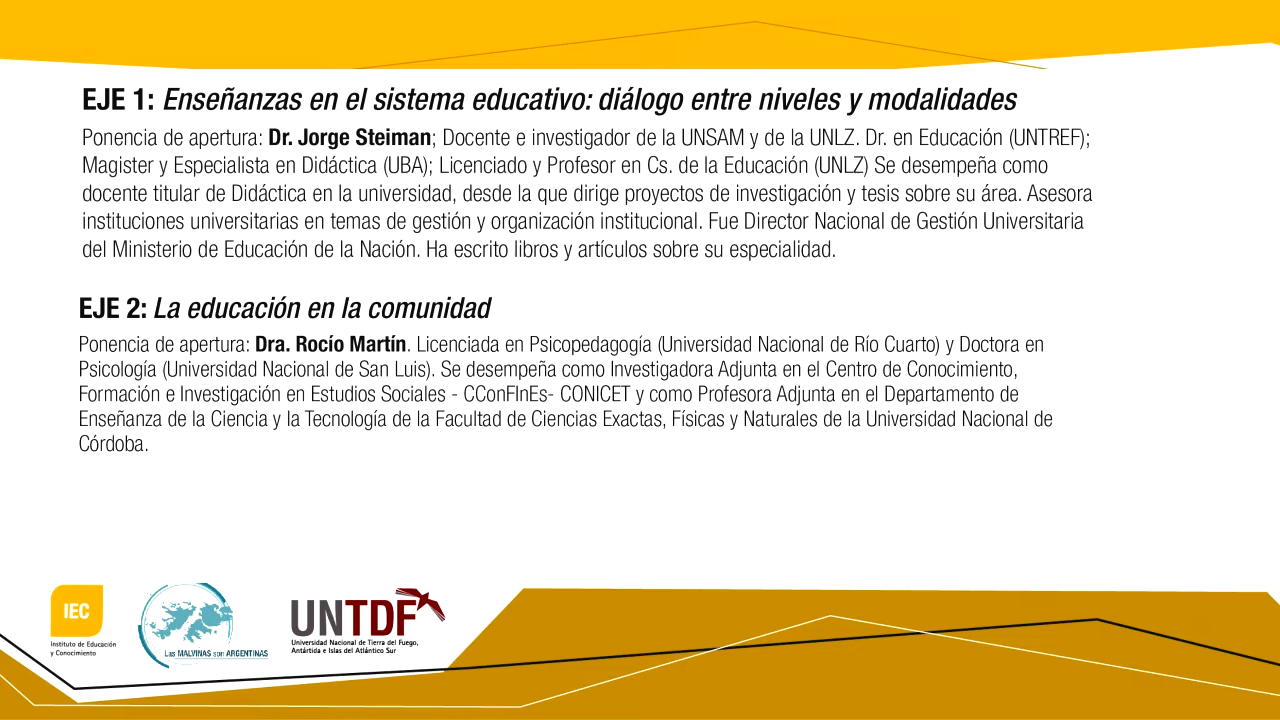 EJE 1: Enseñanzas en el sistema educativo: diálogo entre niveles y modalidades
Ponencia de apertura: Dr. Jorge Steiman; Docente e investigador de la UNSAM y de la UNLZ. Dr. en Educación (UNTREF);
Magister y Especialista en Didáctica (UBA); Licenciado y Profesor en Cs. de la Educación (UNLZ) Se desempeña como
docente titular de Didáctica en la universidad, desde la que dirige proyectos de investigación y tesis sobre su área. Asesora
instituciones universitarias en temas de gestión y organización institucional. Fue Director Nacional de Gestión Universitaria
del Ministerio de Educación de la Nación. Ha escrito libros y artículos sobre su especialidad.
EJE 2: La educación en la comunidad
Ponencia de apertura: Dra. Rocío Martín. Licenciada en Psicopedagogía (Universidad Nacional de Río Cuarto) y Doctora en
Psicología (Universidad Nacional de San Luis). Se desempeña como Investigadora Adjunta en el Centro de Conocimiento,
Formación e Investigación en Estudios Sociales - CConFInEs- CONICET y como Profesora Adjunta en el Departamento de
Enseñanza de la Ciencia y la Tecnología de la Facultad de Ciencias Exactas, Físicas y Naturales de la Universidad Nacional de
Córdoba.
IEC
Instituto de Educación
y Conocimiento
Las MALVINAS son ARGENTINAS
UNTDF
Universidad Nacional de Tierra del Fuego,
Antártida e Islas del Atlántico Sur